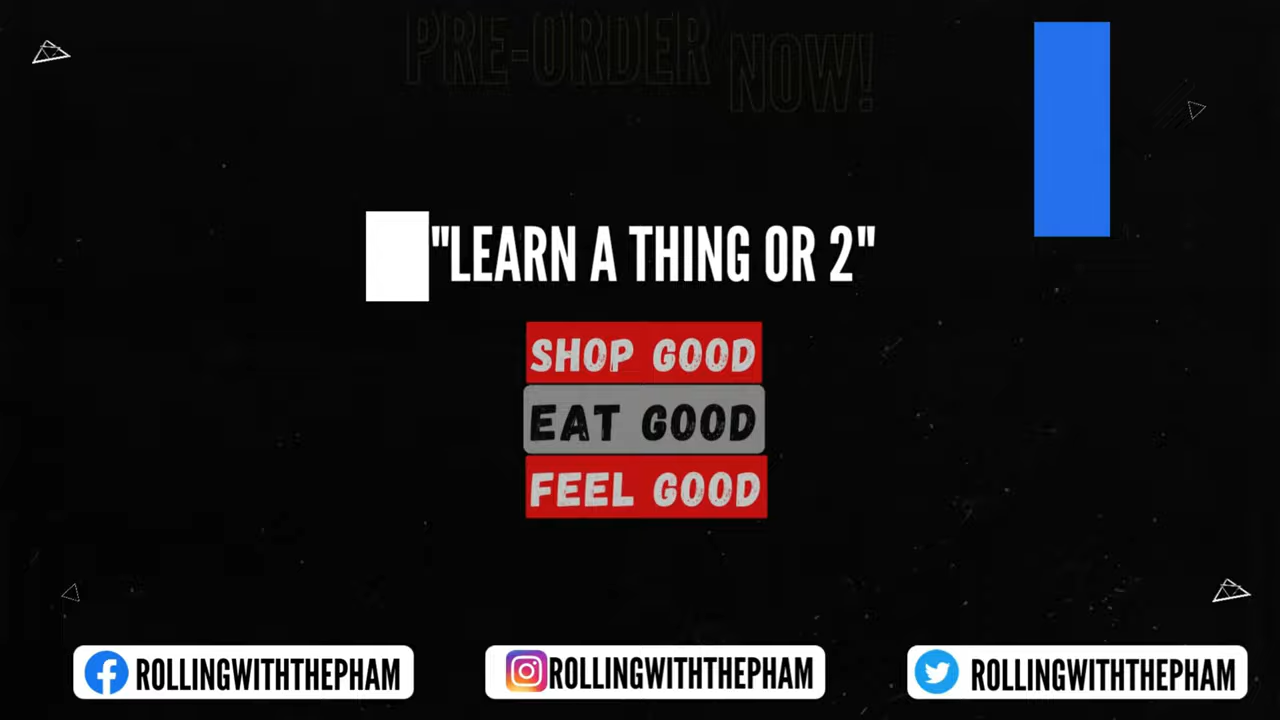 PRE-ORDER NOW!
"LEARN A THING OR 2"
SHOP GOOD
EAT GOOD
FEEL GOOD
ROLLINGWITHTHEPHAM
ROLLINGWITHTHEPHAM
ROLLINGWITHTHEPHAM